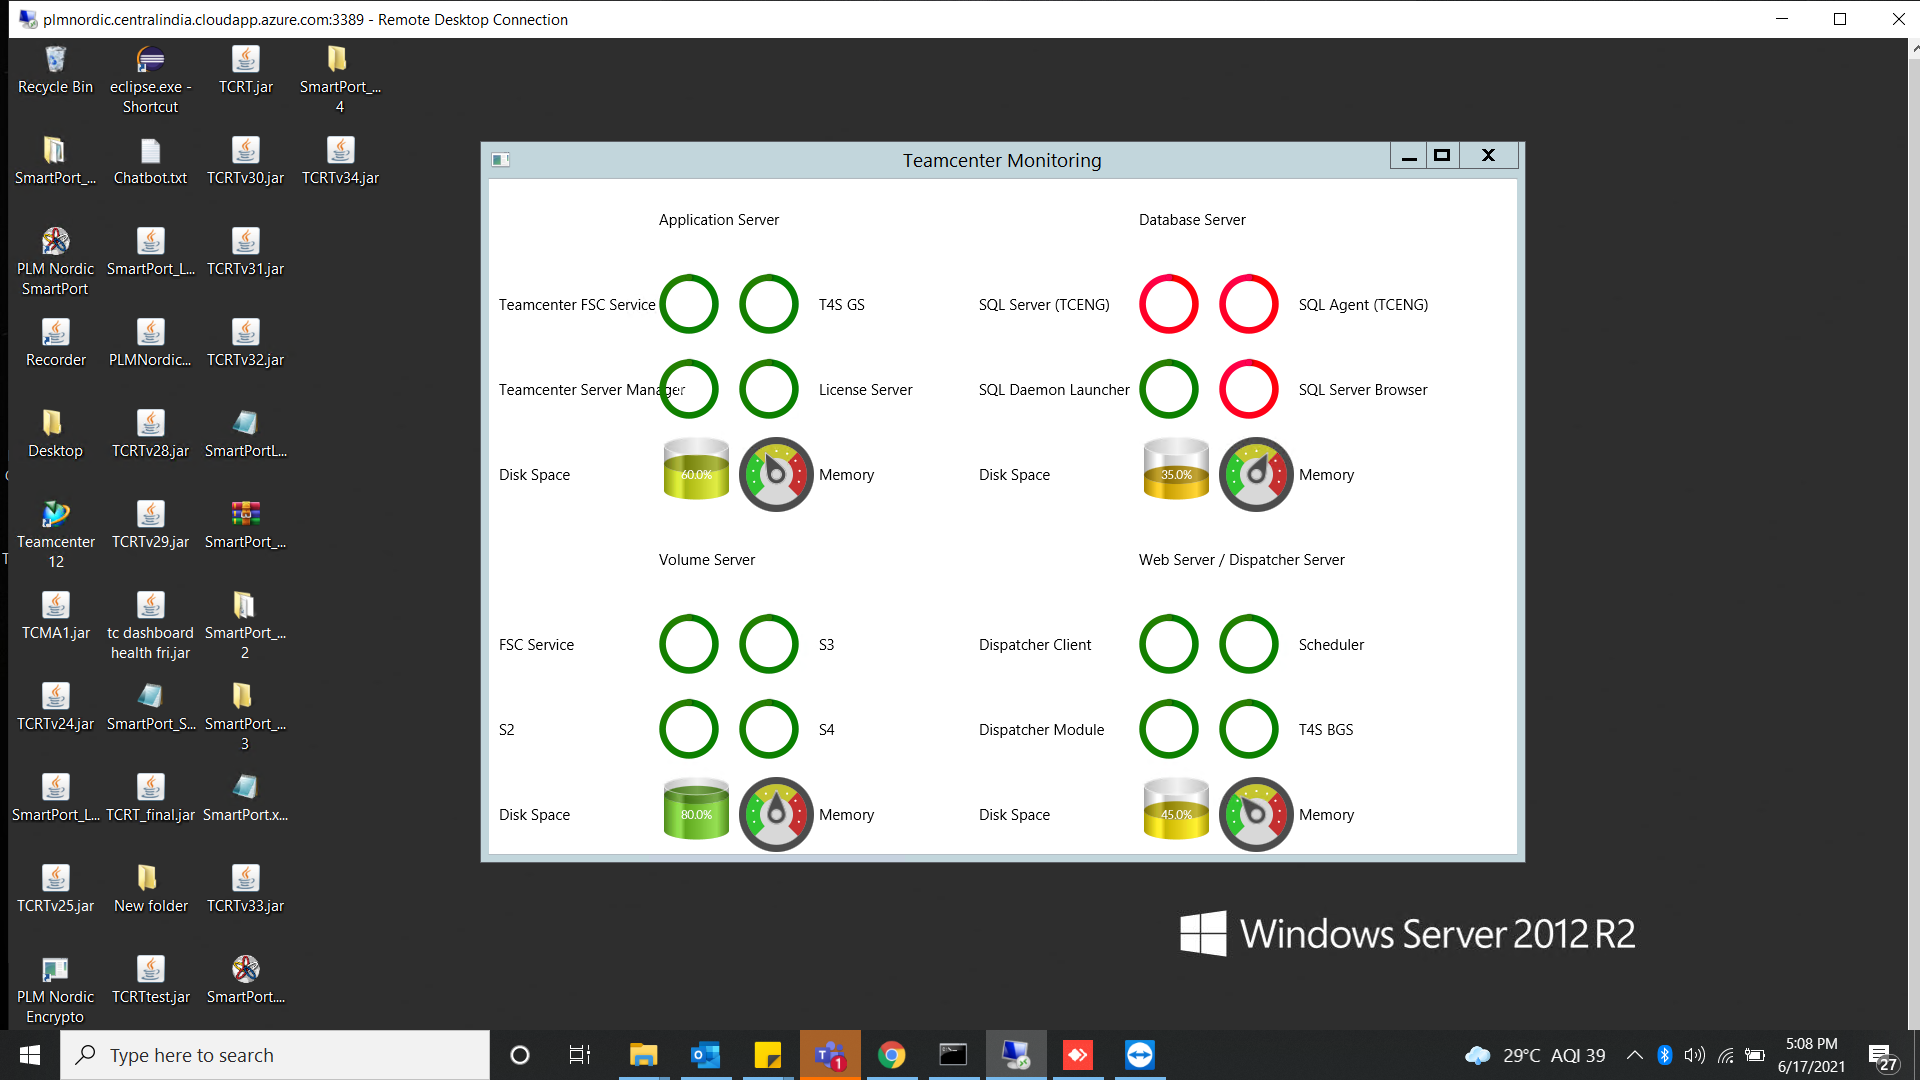 plmnordic.centralindia.cloudapp.azure.com:3389 - Remote Desktop Connection
Recycle Bin
eclipse.exe -
Shortcut
TCRT.jar
SmartPort_...
4
SmartPort_...
Chatbot.txt
TCRTv30.jar
TCRTv34.jar
PLM Nordic
SmartPort
SmartPort_L...
TCRTv31.jar
Recorder
PLMNordic...
TCRTv32.jar
Desktop
TCRTv28.jar
SmartPortL...
Teamcenter
12
TCRTv29.jar
SmartPort_...
TCMA1.jar
tc dashboard
health fri.jar
SmartPort_...
2
TCRTv24.jar
SmartPort_S...
SmartPort_...
3
SmartPort_L...
TCRT_final.jar
SmartPort.x...
TCRTv25.jar
New folder
TCRTv33.jar
PLM Nordic
Encrypto
TCRTtest.jar
SmartPort....
Teamcenter Monitoring
Application Server
Teamcenter FSC Service
T4S GS
Teamcenter Server Manager
License Server
Disk Space
60.0%
Memory
Database Server
SQL Server (TCENG)
SQL Agent (TCENG)
SQL Daemon Launcher
SQL Server Browser
Disk Space
35.0%
Memory
Volume Server
FSC Service
S3
S2
S4
Disk Space
80.0%
Memory
Web Server / Dispatcher Server
Dispatcher Client
Scheduler
Dispatcher Module
T4S BGS
Disk Space
45.0%
Memory
Windows Server 2012 R2
Type here to search
1
29°C AQI 39
5:08 PM
6/17/2021
27